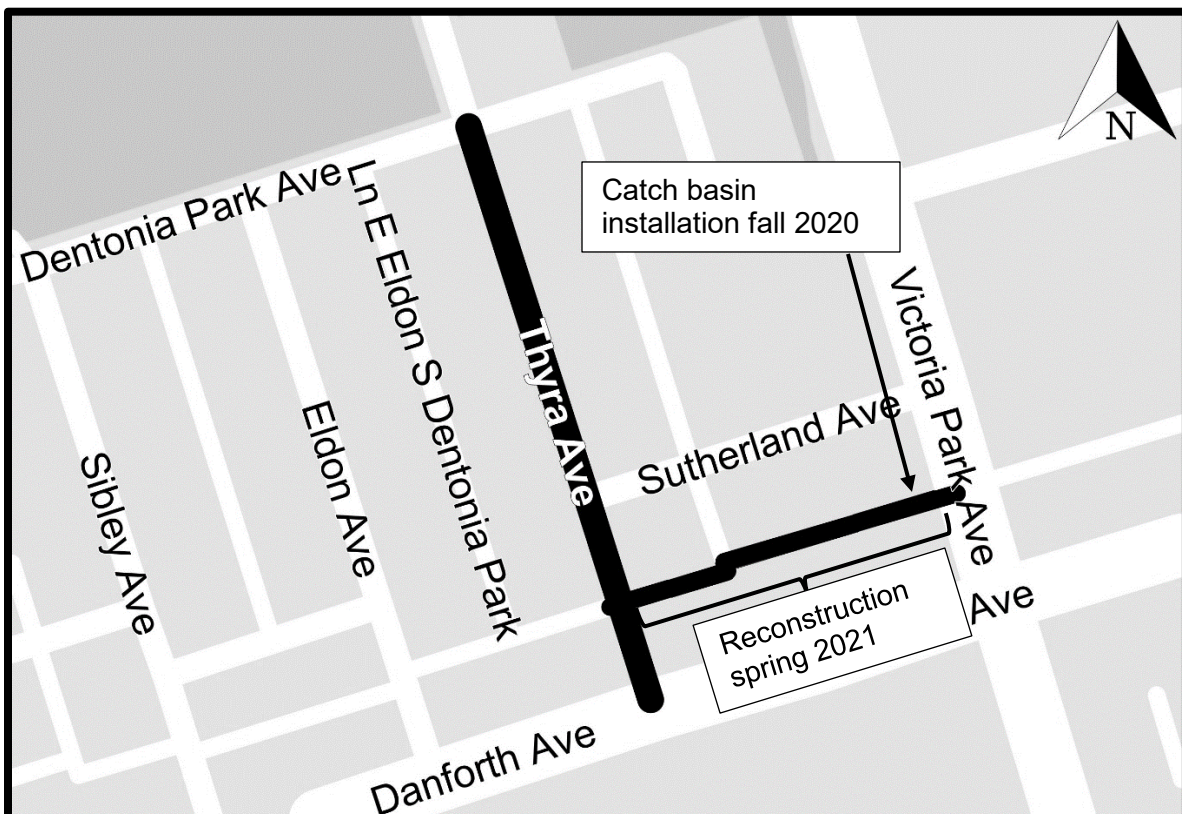 N
Catch basin
installation fall 2020
Dentonia Park Ave
Ln E Eldon S Dentonia Park
Thyra Ave
Victoria Park Ave
Sutherland Ave
Eldon Ave
Sibley Ave
Reconstruction
spring 2021
Ave
Danforth Ave